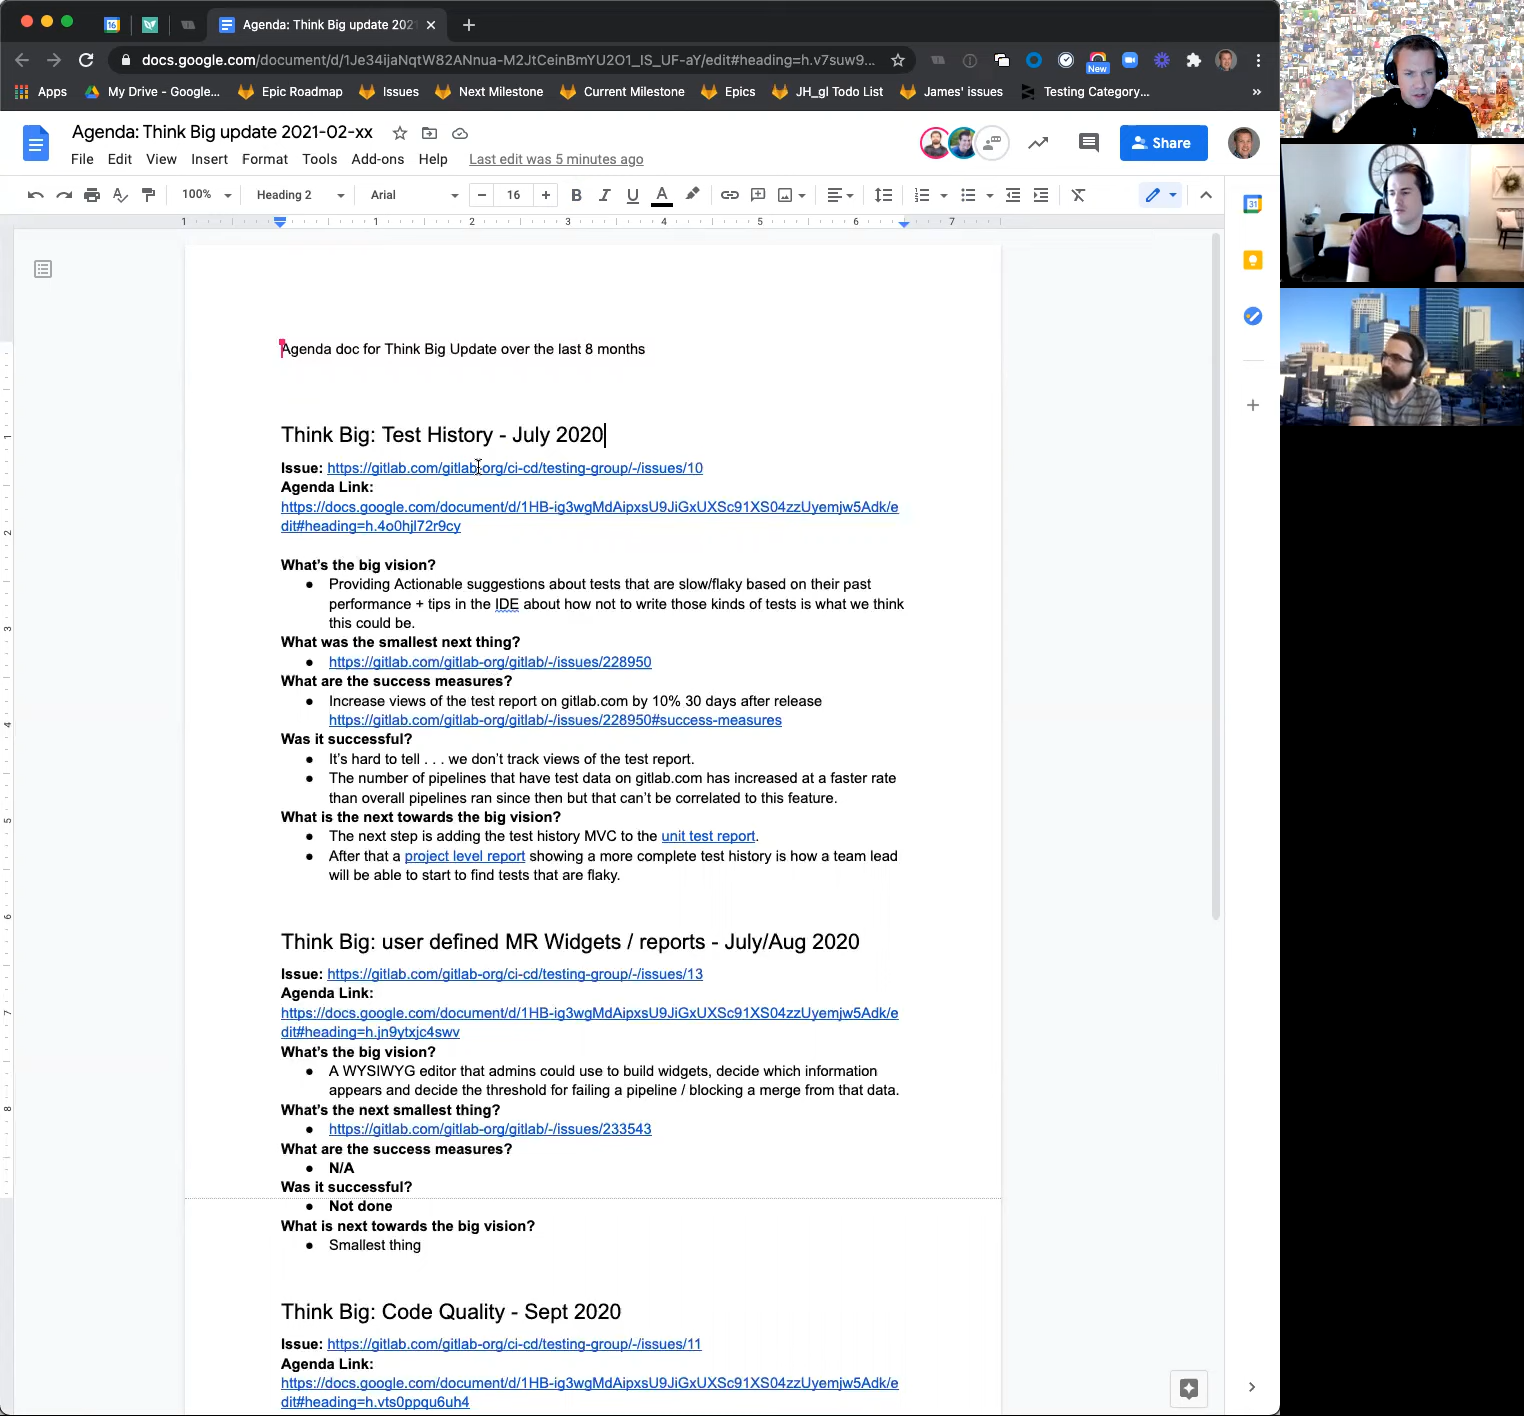 16
Agenda: Think Big update 2021
docs.google.com/document/d/1Je34ijaNqtW82ANnua-M2JtCeinBmYU2O1_lS_UF-aY/edit#heading=h.v7suw9...
New
Apps My Drive - Google... Epic Roadmap Issues Next Milestone Current Milestone Epics JH_gl Todo List James' issues Testing Category... »
Agenda: Think Big update 2021-02-xx
Share
File Edit View Insert Format Tools Add-ons Help Last edit was 5 minutes ago
100% Heading 2 Arial 16 B I U A
1 1 2 3 4 5 6 7
31
Agenda doc for Think Big Update over the last 8 months
Think Big: Test History - July 2020
Issue: https://gitlab.com/gitlab-org/ci-cd/testing-group/-/issues/10
Agenda Link:
https://docs.google.com/document/d/1HB-ig3wgMdAipxsU9JiGxUXSc91XS04zzUyemjw5Adk/e
dit#heading=h.4o0hjl72r9cy
What's the big vision?
● Providing Actionable suggestions about tests that are slow/flaky based on their past
performance + tips in the IDE about how not to write those kinds of tests is what we think
this could be.
What was the smallest next thing?
● https://gitlab.com/gitlab-org/gitlab/-/issues/228950
What are the success measures?
● Increase views of the test report on gitlab.com by 10% 30 days after release
https://gitlab.com/gitlab-org/gitlab/-/issues/228950#success-measures
Was it successful?
● It's hard to tell . . . we don't track views of the test report.
● The number of pipelines that have test data on gitlab.com has increased at a faster rate
than overall pipelines ran since then but that can't be correlated to this feature.
What is the next towards the big vision?
● The next step is adding the test history MVC to the unit test report.
● After that a project level report showing a more complete test history is how a team lead
will be able to start to find tests that are flaky.
Think Big: user defined MR Widgets / reports - July/Aug 2020
Issue: https://gitlab.com/gitlab-org/ci-cd/testing-group/-/issues/13
Agenda Link:
https://docs.google.com/document/d/1HB-ig3wgMdAipxsU9JiGxUXSc91XS04zzUyemjw5Adk/e
dit#heading=h.jn9ytxjc4swv
What's the big vision?
● A WYSIWYG editor that admins could use to build widgets, decide which information
appears and decide the threshold for failing a pipeline / blocking a merge from that data.
What's the next smallest thing?
● https://gitlab.com/gitlab-org/gitlab/-/issues/233543
What are the success measures?
● N/A
Was it successful?
● Not done
What is next towards the big vision?
● Smallest thing
Think Big: Code Quality - Sept 2020
Issue: https://gitlab.com/gitlab-org/ci-cd/testing-group/-/issues/11
Agenda Link:
https://docs.google.com/document/d/1HB-ig3wgMdAipxsU9JiGxUXSc91XS04zzUyemjw5Adk/e
dit#heading=h.vts0ppqu6uh4
1
2
3
4
5
6
7
8